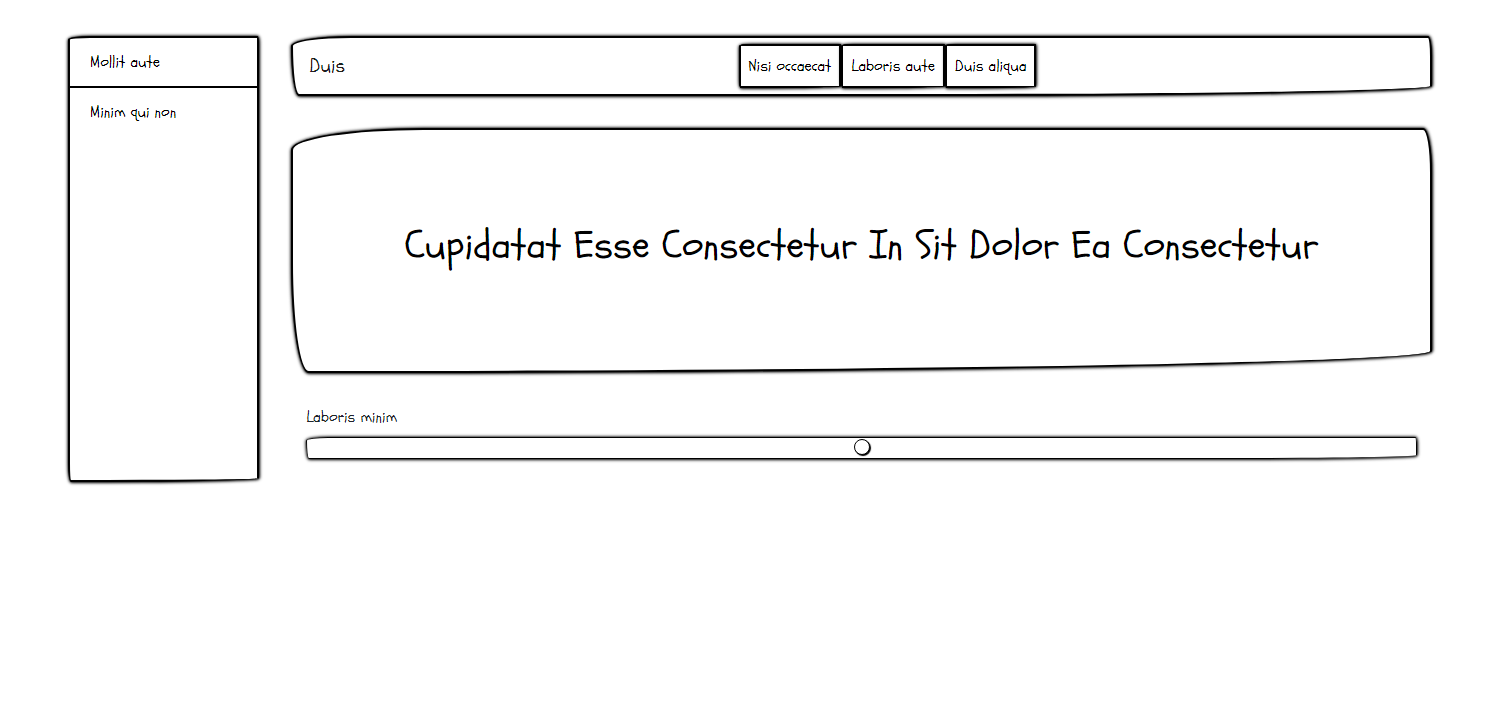 Mollit aute
Minim qui non
Duis
Nisi occaecat
Laboris aute
Duis aliqua
Cupidatat Esse Consectetur In Sit Dolor Ea Consectetur
Laboris minim